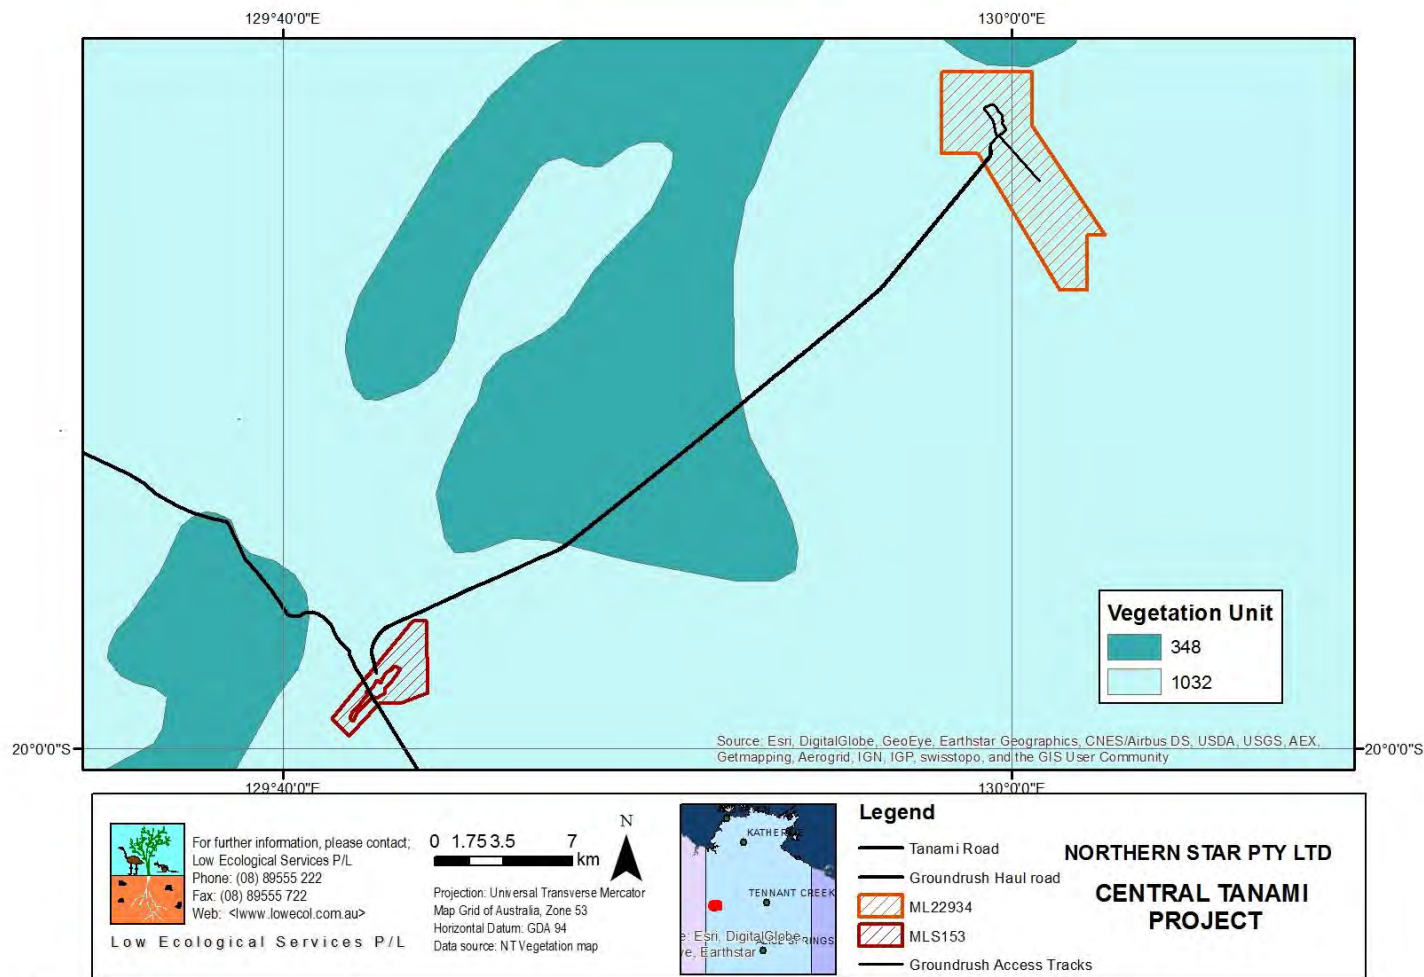 129°40'0"E
130°0'0"E
Vegetation Unit
348
1032
20°0'0"S
20°0'0"S
Source: Esri, DigitalGlobe, GeoEye, Earthstar Geographics, CNES/Airbus DS, USDA, USGS, AEX,
Getmapping, Aerogrid, IGN, IGP, swisstopo, and the GIS User Community
129°40'0"E
130°0'0"E
For further information, please contact;
Low Ecological Services P/L
Phone: (08) 89555 222
Fax: (08) 89555 722
Web: <www.lowecol.com.au>
Low Ecological Services P/L
0 1.75 3.5 7
km
N
Projection: Universal Transverse Mercator
Map Grid of Australia, Zone 53
Horizontal Datum: GDA 94
Data source: NT Vegetation map
KATHERINE
TENNANT CREEK
ALICE SPRINGS
e: Esri, DigitalGlobe,
ye, Earthstar
Legend
Tanami Road
Groundrush Haul road
ML22934
MLS153
Groundrush Access Tracks
NORTHERN STAR PTY LTD
CENTRAL TANAMI
PROJECT